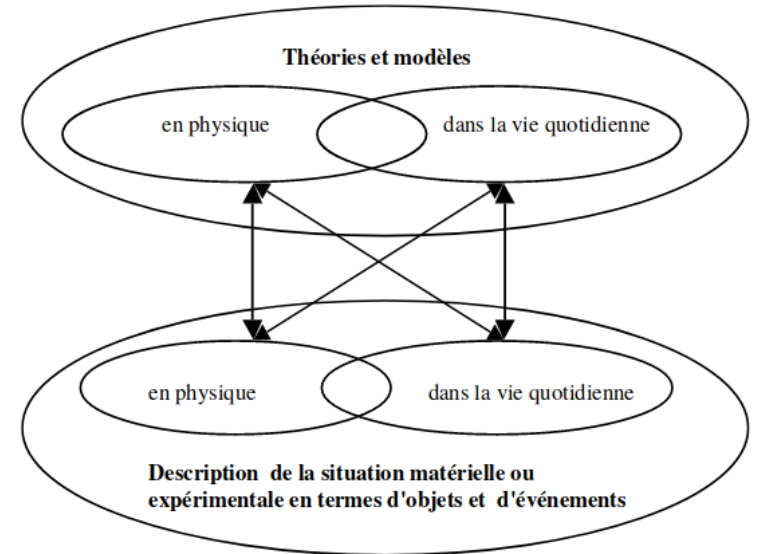 Théories et modèles
en physique
dans la vie quotidienne
en physique
dans la vie quotidienne
Description de la situation matérielle ou
expérimentale en termes d'objets et d'événements